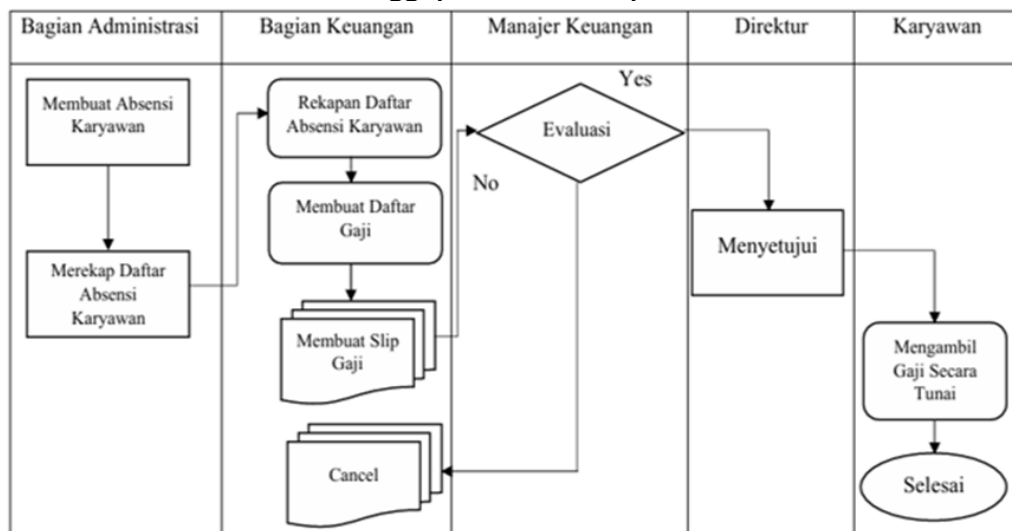 Bagian Administrasi
Bagian Keuangan
Manajer Keuangan
Direktur
Karyawan
Membuat Absensi
Karyawan
Merekap Daftar
Absensi
Karyawan
Rekapan Daftar
Absensi Karyawan
Membuat Daftar
Gaji
Membuat Slip
Gaji
Cancel
Yes
Evaluasi
No
Menyetujui
Mengambil
Gaji Secara
Tunai
Selesai